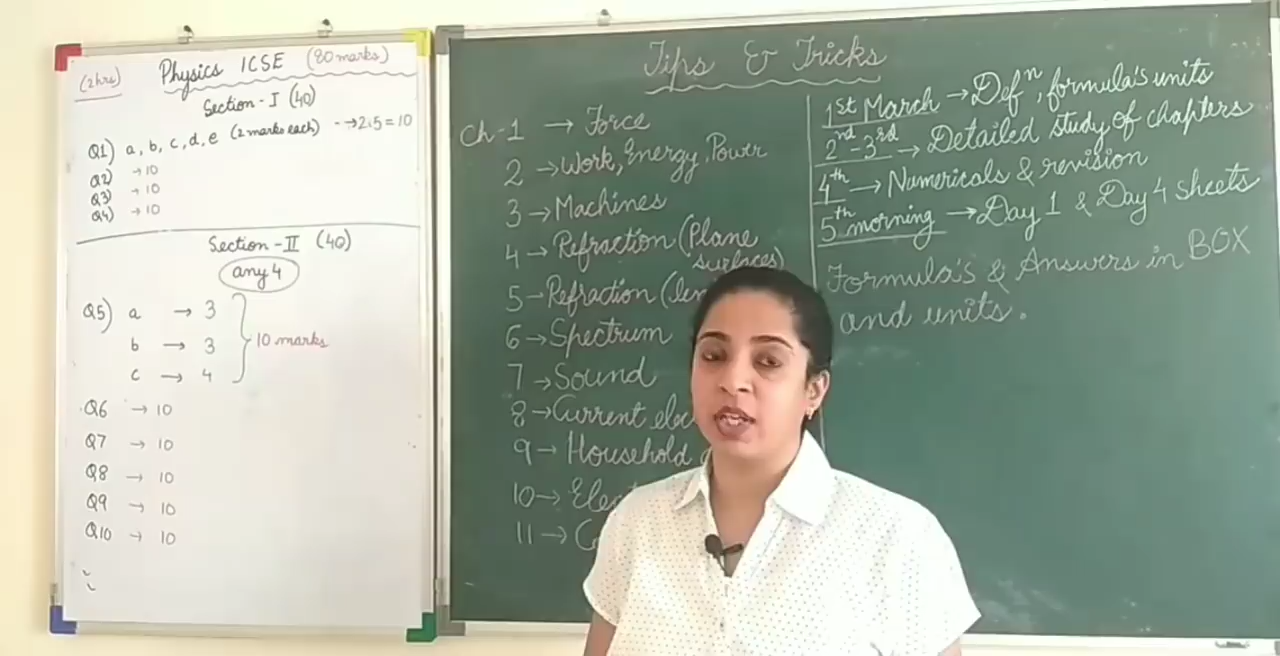 (2hrs) Physics ICSE (80 marks)
Section - I (40)
Q1) a, b, c, d, e (2 marks each) → 2×5=10
Q2) → 10
Q3) → 10
Q4) → 10
Section - II (40)
any 4
Q5) a → 3
b → 3
c → 4
10 marks
Q6 → 10
Q7 → 10
Q8 → 10
Q9 → 10
Q10 → 10
Tips & Tricks
Ch-1 → Force
2 → Work, Energy, Power
3 → Machines
4 → Refraction (Plane
surfaces)
5 - Refraction
6 → Spectrum
7 → Sound
8 → Current
9 → Household
10 →
11 →
1st March → Defⁿ, formula's units
2nd - 3rd → Detailed study of chapters
4th → Numericals & revision
5th morning → Day 1 & Day 4 sheets
Formula's & Answers in BOX
and units.